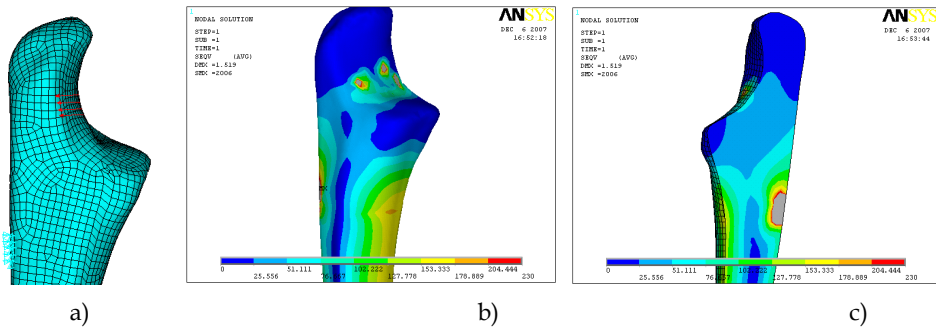 1
NODAL SOLUTION
STEP=1
SUB =1
TIME=1
SEQV (AVG)
DMX =1.519
SMX =2006
ANSYS
DEC 6 2007
16:52:18
MX
0 51.111 102.222 153.333 204.444
25.556 127.778 178.889 230
a)
b)
1
NODAL SOLUTION
STEP=1
SUB =1
TIME=1
SEQV (AVG)
DMX =1.519
SMX =2006
ANSYS
DEC 6 2007
16:53:44
0 51.111 102.222 153.333 204.444
25.556 127.778 178.889 230
c)